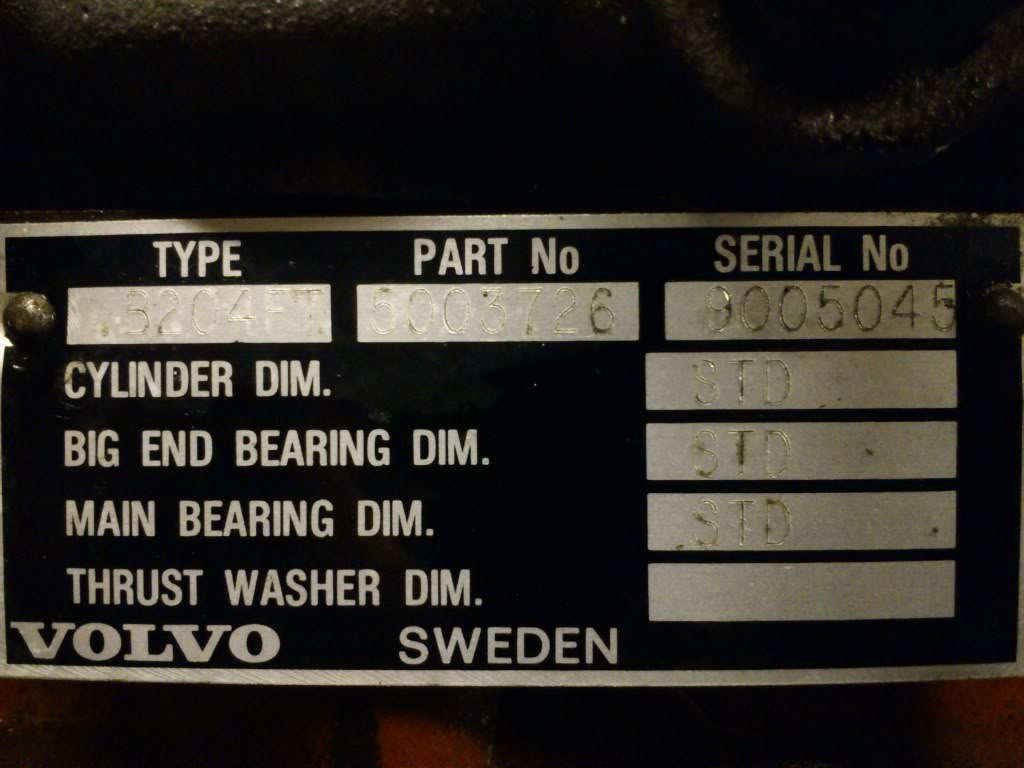 TYPE PART No SERIAL No
B204FT 5003726 9005045
CYLINDER DIM. STD
BIG END BEARING DIM. STD
MAIN BEARING DIM. STD
THRUST WASHER DIM.
VOLVO SWEDEN